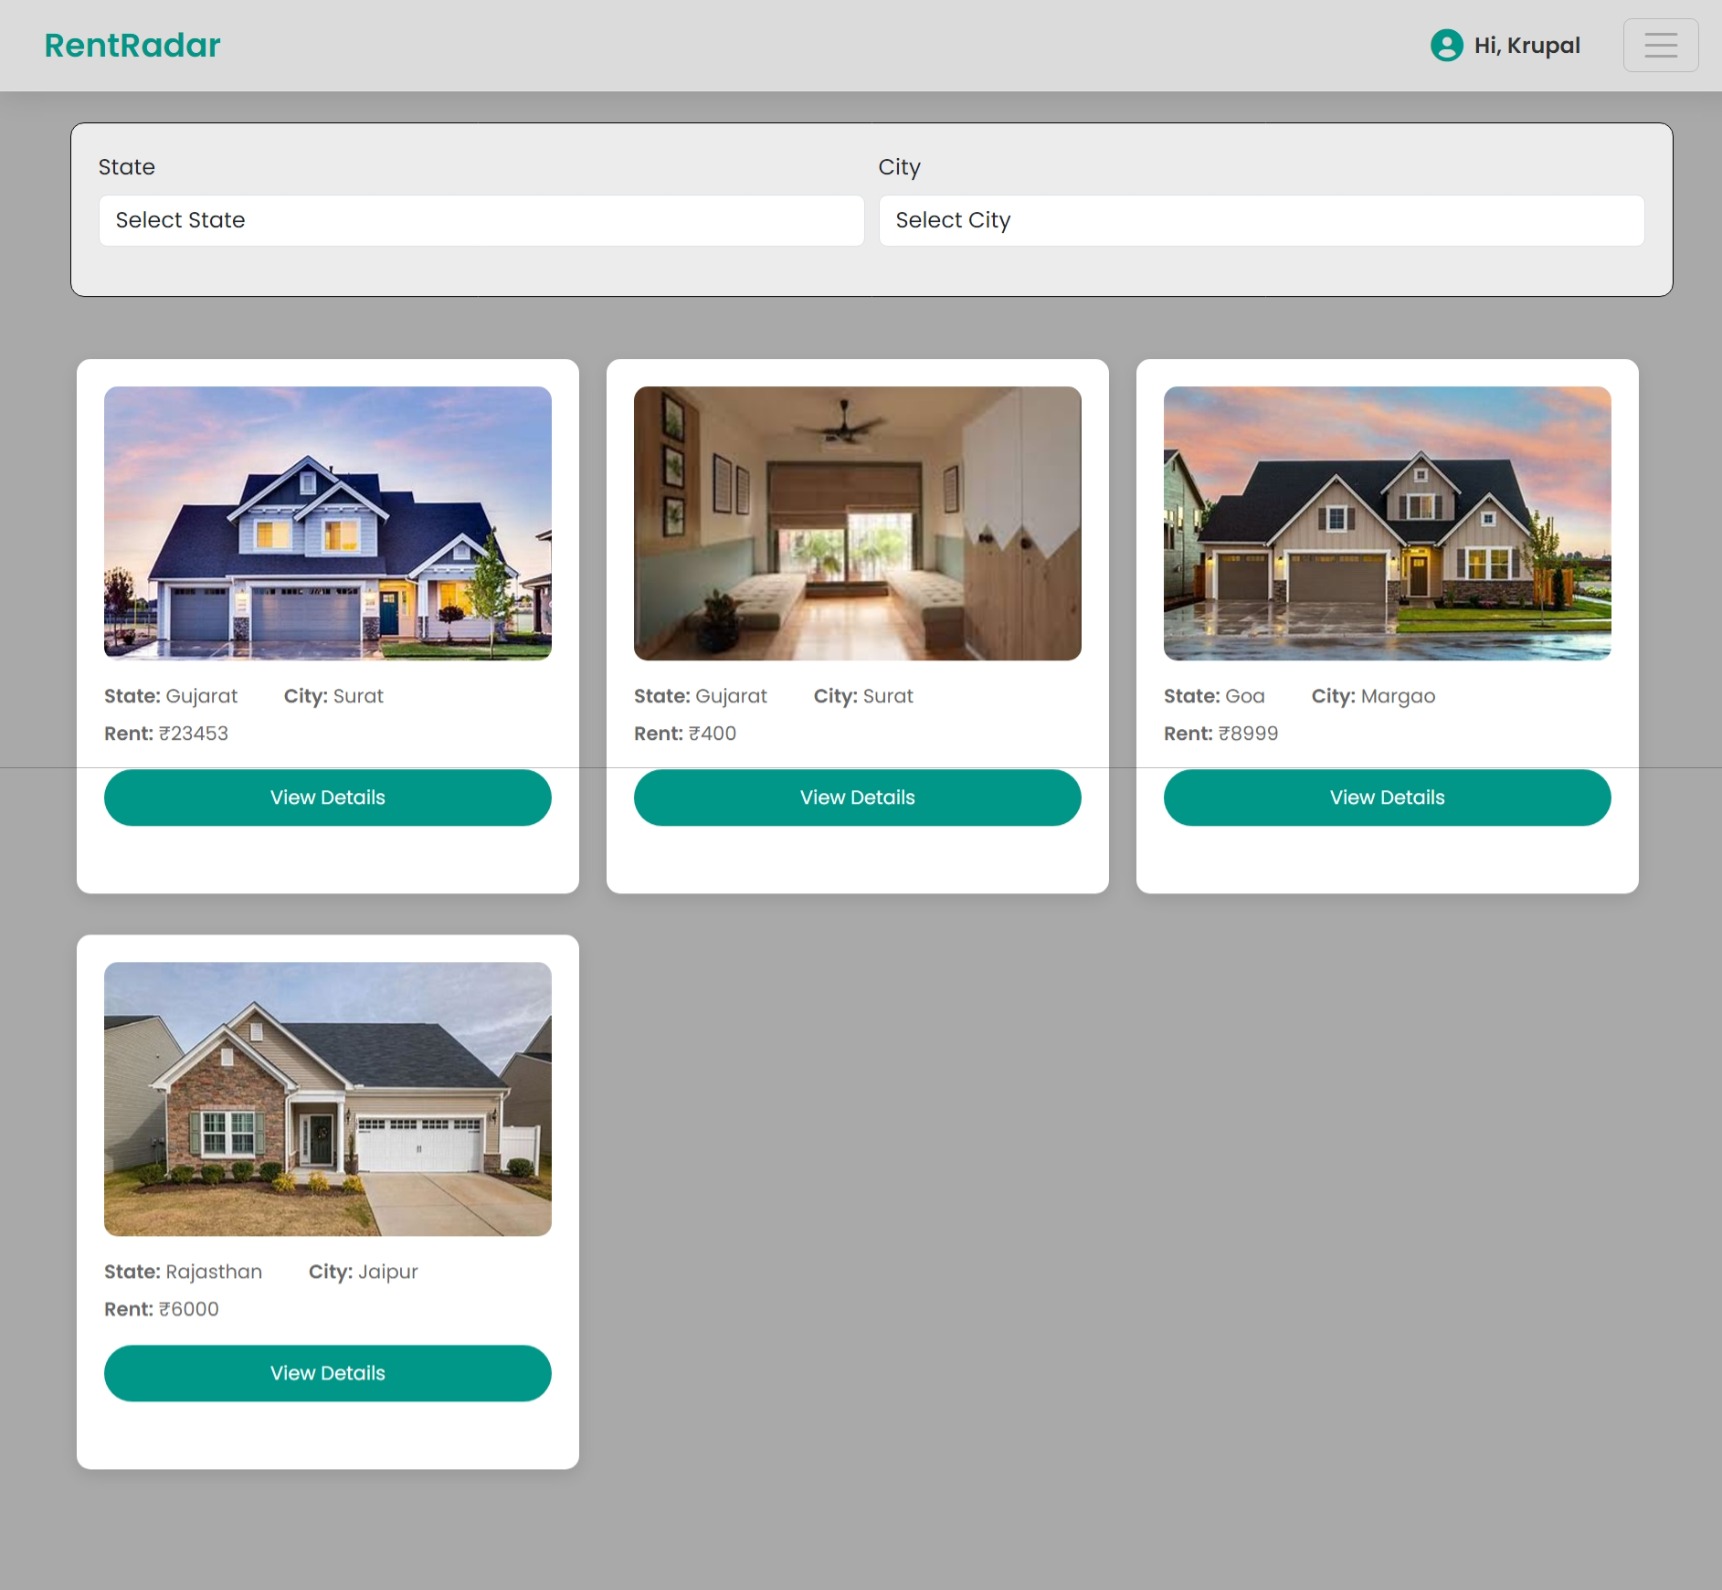 RentRadar
Hi, Krupal
State City
Select State Select City
State: Gujarat City: Surat
Rent: ₹23453
View Details
State: Gujarat City: Surat
Rent: ₹400
View Details
State: Goa City: Margao
Rent: ₹8999
View Details
State: Rajasthan City: Jaipur
Rent: ₹6000
View Details